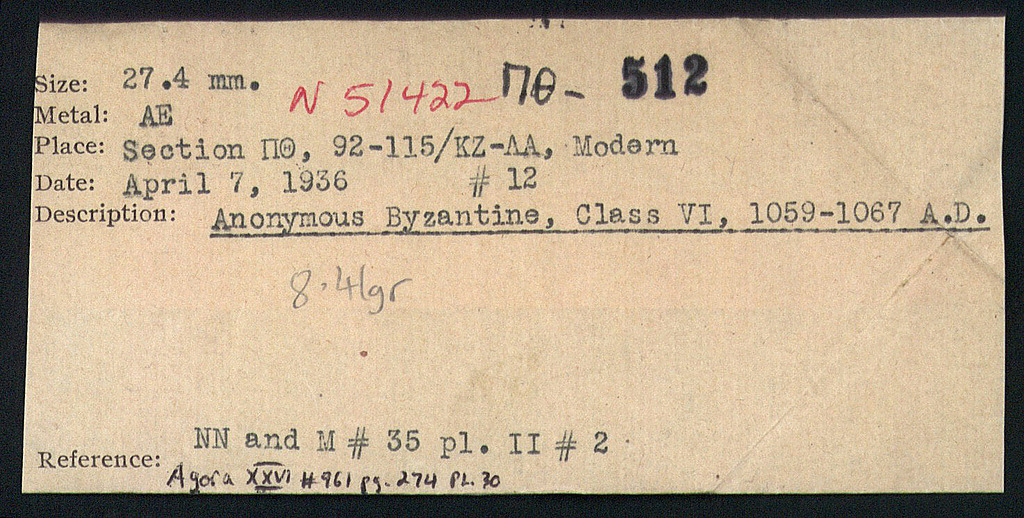 Size: 27.4 mm. N 51422 ΠΘ- 512
Metal: AE
Place: Section ΠΘ, 92-115/ΚΖ-ΛΑ, Modern
Date: April 7, 1936 # 12
Description: Anonymous Byzantine, Class VI, 1059-1067 A.D.
8.41gr
NN and M # 35 pl. II # 2
Reference:
Agora XXVI #961 pg. 274 PL. 30